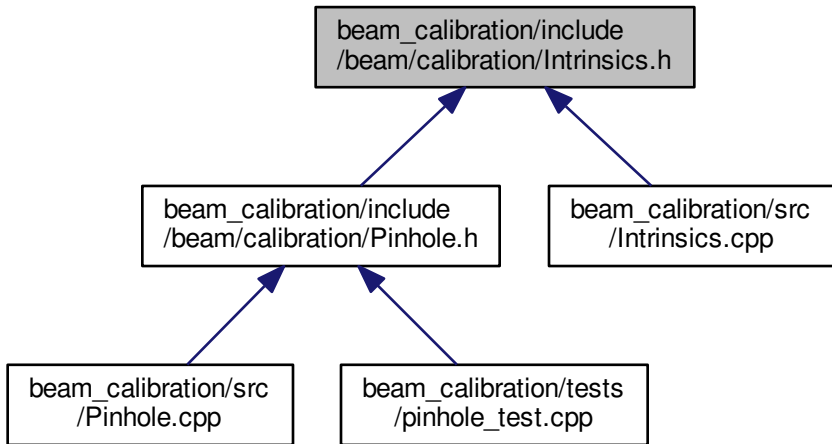 beam_calibration/include
/beam/calibration/Intrinsics.h
beam_calibration/include
/beam/calibration/Pinhole.h
beam_calibration/src
/Intrinsics.cpp
beam_calibration/src
/Pinhole.cpp
beam_calibration/tests
/pinhole_test.cpp